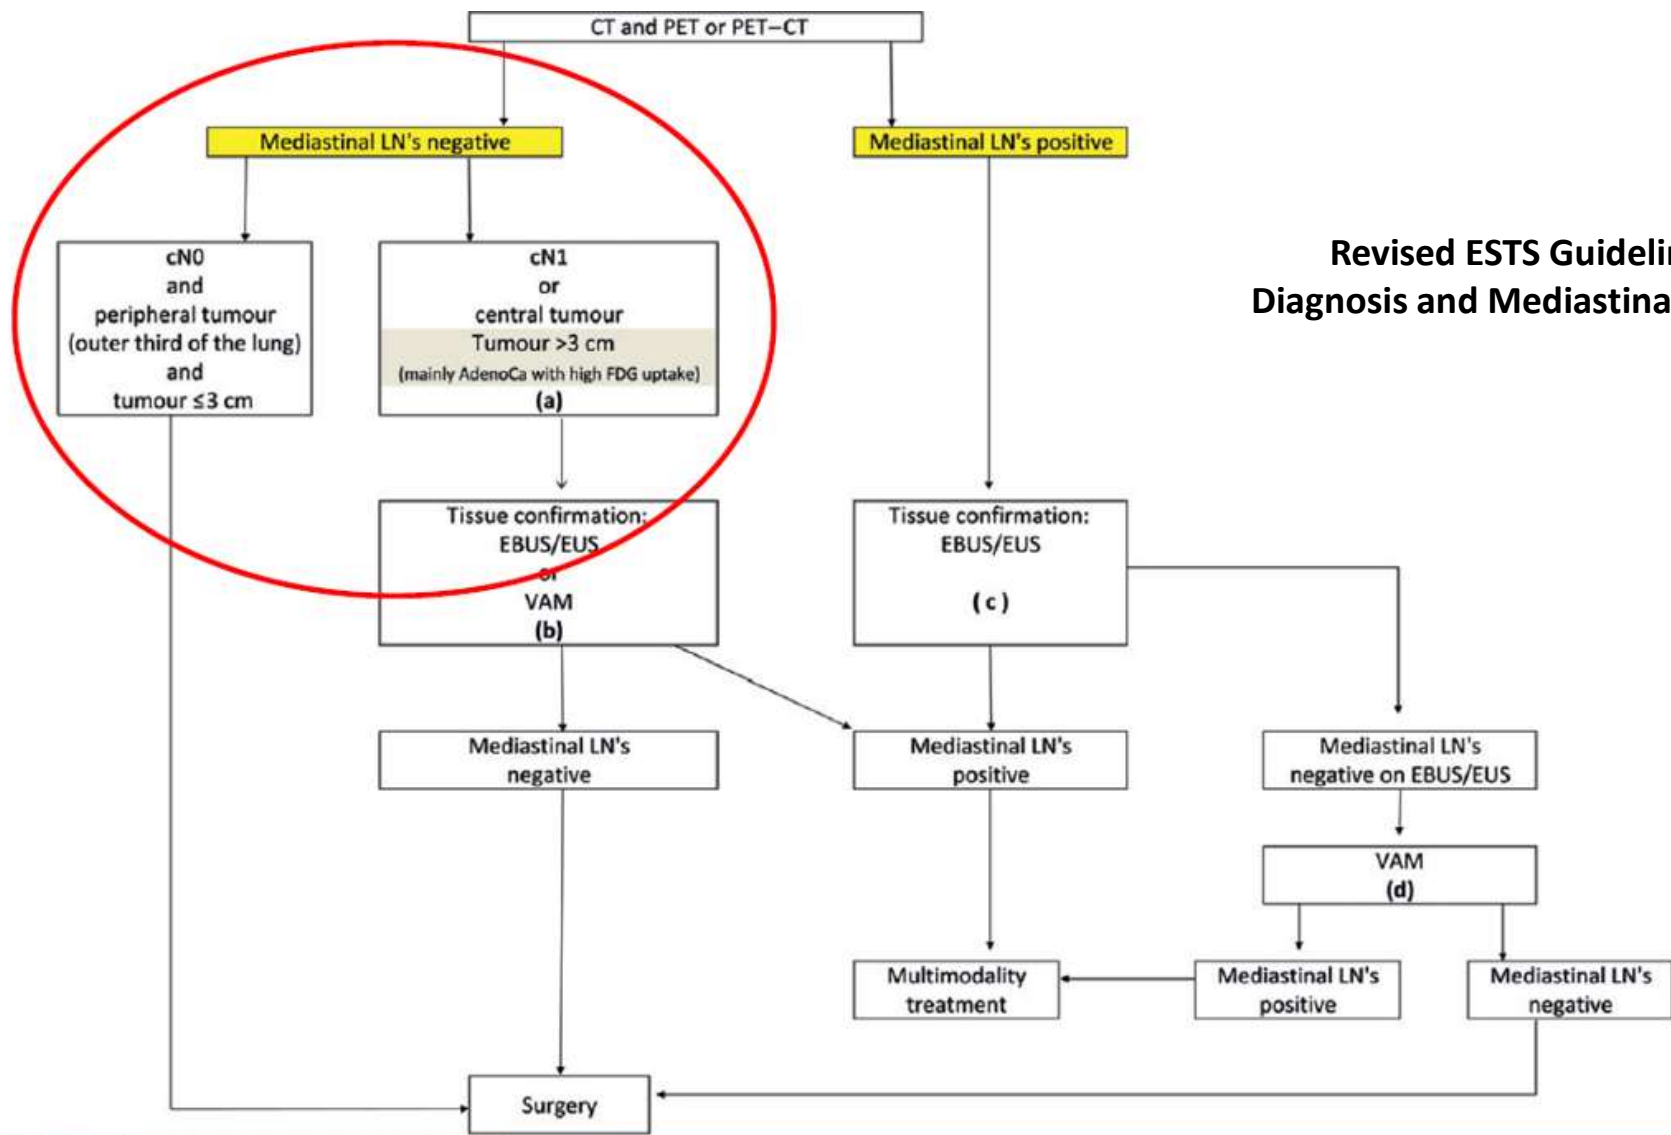 CT and PET or PET–CT
Mediastinal LN's negative
Mediastinal LN's positive
cN0
and
peripheral tumour
(outer third of the lung)
and
tumour ≤3 cm
cN1
or
central tumour
Tumour >3 cm
(mainly AdenoCa with high FDG uptake)
(a)
Revised ESTS
Diagnosis and
Tissue confirmation:
EBUS/EUS
or
VAM
(b)
Tissue confirmation:
EBUS/EUS
( c )
Mediastinal LN's
negative
Mediastinal LN's
positive
Mediastinal LN's
negative on EBUS/EUS
VAM
(d)
Multimodality
treatment
Mediastinal LN's
positive
Mediastinal LN's
negative
Surgery